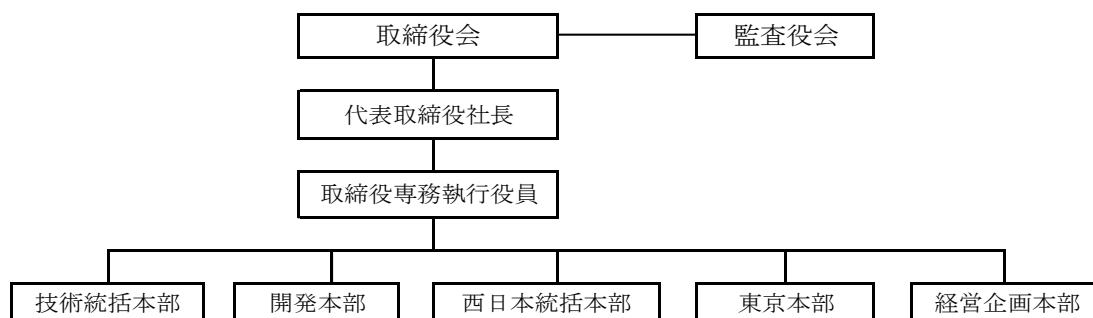 取締役会
監査役会
代表取締役社長
取締役専務執行役員
技術統括本部
開発本部
西日本統括本部
東京本部
経営企画本部